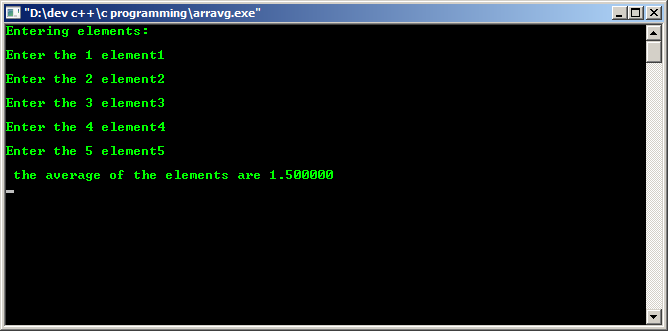 "D:\dev c++\c programming\arravg.exe"
Entering elements:
Enter the 1 element1
Enter the 2 element2
Enter the 3 element3
Enter the 4 element4
Enter the 5 element5
the average of the elements are 1.500000